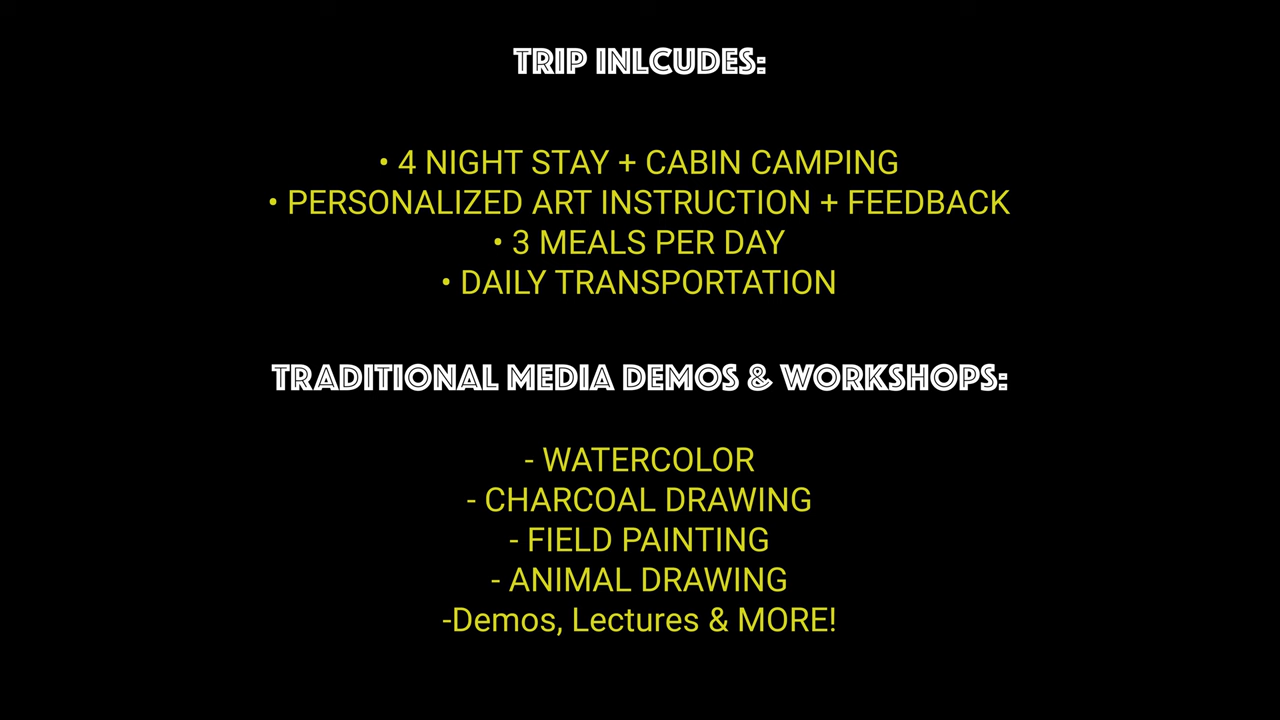 TRIP INLCUDES:
• 4 NIGHT STAY + CABIN CAMPING
• PERSONALIZED ART INSTRUCTION + FEEDBACK
• 3 MEALS PER DAY
• DAILY TRANSPORTATION
TRADITIONAL MEDIA DEMOS & WORKSHOPS:
- WATERCOLOR
- CHARCOAL DRAWING
- FIELD PAINTING
- ANIMAL DRAWING
-Demos, Lectures & MORE!